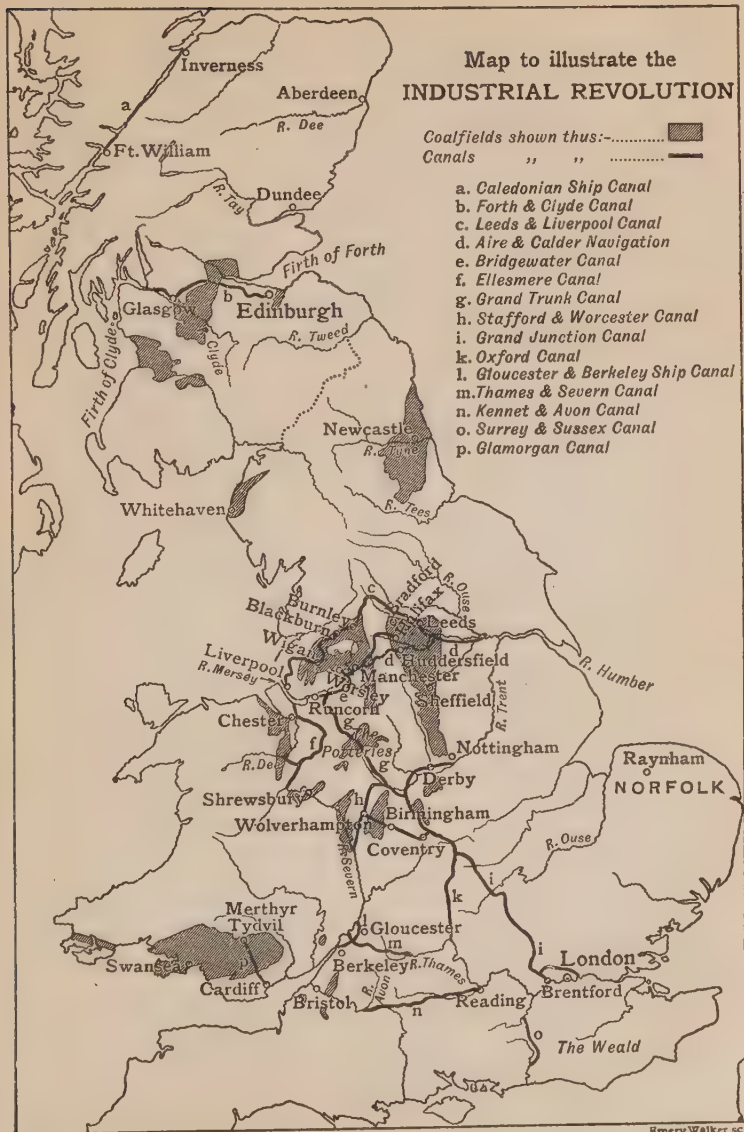 Map to illustrate the
INDUSTRIAL REVOLUTION
Coalfields shown thus:-............
Canals ,, ,, ............
a. Caledonian Ship Canal
b. Forth & Clyde Canal
c. Leeds & Liverpool Canal
d. Aire & Calder Navigation
e. Bridgewater Canal
f. Ellesmere Canal
g. Grand Trunk Canal
h. Stafford & Worcester Canal
i. Grand Junction Canal
k. Oxford Canal
l. Gloucester & Berkeley Ship Canal
m. Thames & Severn Canal
n. Kennet & Avon Canal
o. Surrey & Sussex Canal
p. Glamorgan Canal
Inverness
a
Aberdeen
R. Dee
Ft. William
R. Tay
Dundee
Firth of Forth
Glasgow
b
Edinburgh
Clyde
R. Tweed
Firth of Clyde
Newcastle
R. Tyne
Whitehaven
R. Tees
c
Bradford
R. Ouse
Burnley
Halifax
Blackburn
Leeds
Wigan
d
d
Huddersfield
R. Humber
Liverpool
R. Mersey
Manchester
Worsley
e
Sheffield
R. Trent
Runcorn
Chester
g
f
The
Potteries
g
Nottingham
R. Dee
Derby
Raynham
NORFOLK
Shrewsbury
h
Birmingham
Wolverhampton
Coventry
R. Ouse
R. Severn
i
k
Merthyr
Tydvil
l
Gloucester
m
i
London
Swansea
p
Berkeley
R. Thames
Cardiff
Brentford
Bristol
R.
Avon
n
Reading
o
The Weald
Emery Walker sc.